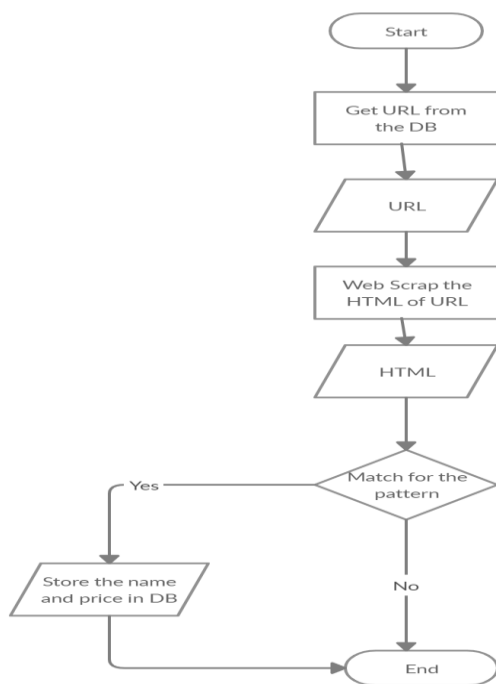 Start
Get URL from
the DB
URL
Web Scrap the
HTML of URL
HTML
Match for the
pattern
Yes
Store the name
and price in DB
No
End